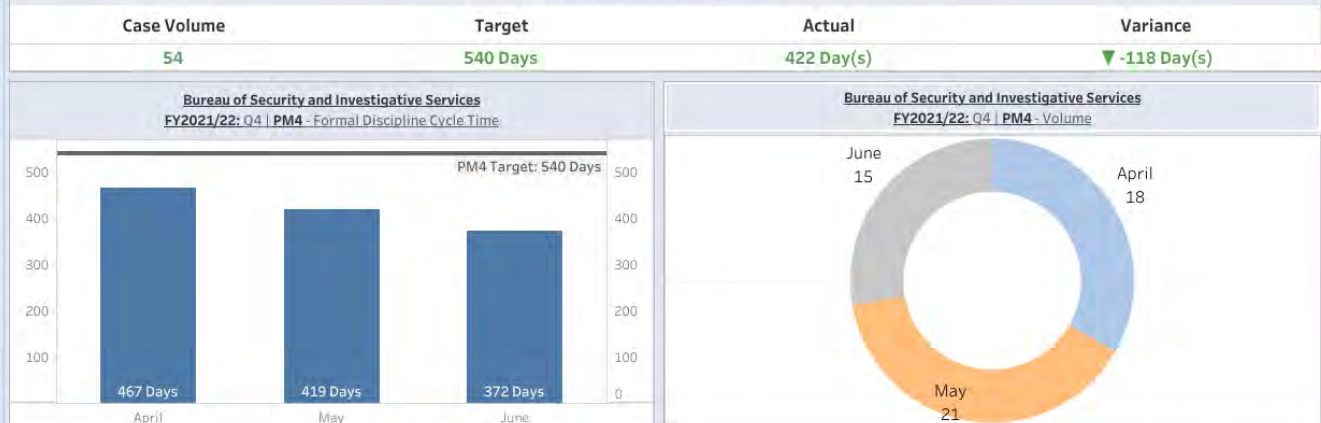 Case Volume Target Actual Variance
54 540 Days 422 Day(s) ▼ -118 Day(s)
Bureau of Security and Investigative Services
FY2021/22: Q4 | PM4 - Formal Discipline Cycle Time
PM4 Target: 540 Days
500 500
400 400
300 300
200 200
100 100
0
467 Days 419 Days 372 Days
April May June
Bureau of Security and Investigative Services
FY2021/22: Q4 | PM4 - Volume
June
15
April
18
May
21